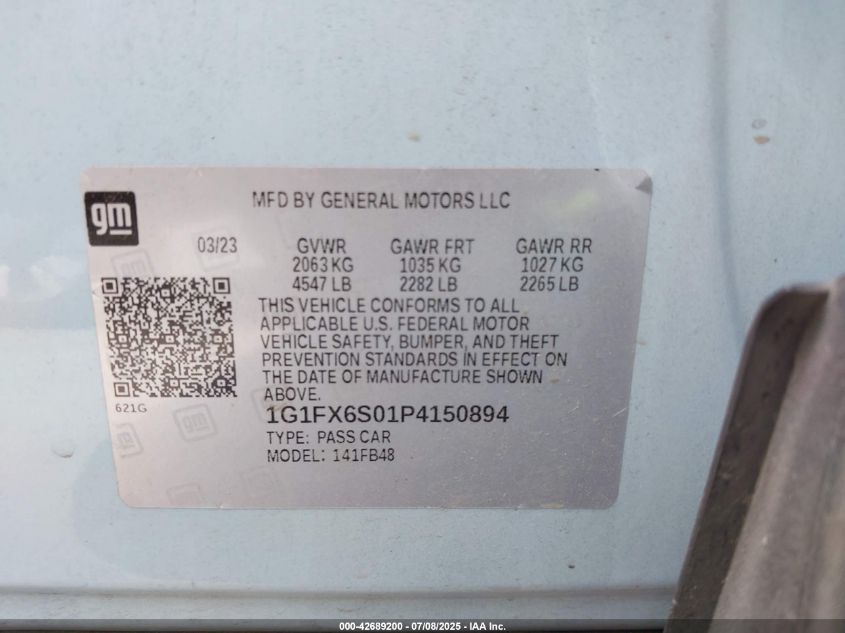 gm
MFD BY GENERAL MOTORS LLC
03/23 GVWR GAWR FRT GAWR RR
2063 KG 1035 KG 1027 KG
4547 LB 2282 LB 2265 LB
THIS VEHICLE CONFORMS TO ALL
APPLICABLE U.S. FEDERAL MOTOR
VEHICLE SAFETY, BUMPER, AND THEFT
PREVENTION STANDARDS IN EFFECT ON
THE DATE OF MANUFACTURE SHOWN
ABOVE.
621G
1G1FX6S01P4150894
TYPE: PASS CAR
MODEL: 141FB48
000-42689200 - 07/08/2025 - IAA Inc.